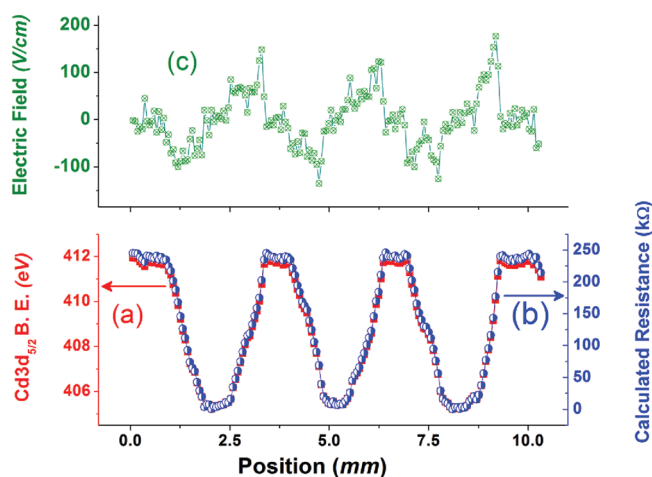 Electric Field (V/cm)
200
100
0
-100
(c)
Cd3d5/2 B. E. (eV)
412
410
408
406
(a)
(b)
250
200
150
100
50
0
Calculated Resistance (kΩ)
0.0 2.5 5.0 7.5 10.0
Position (mm)